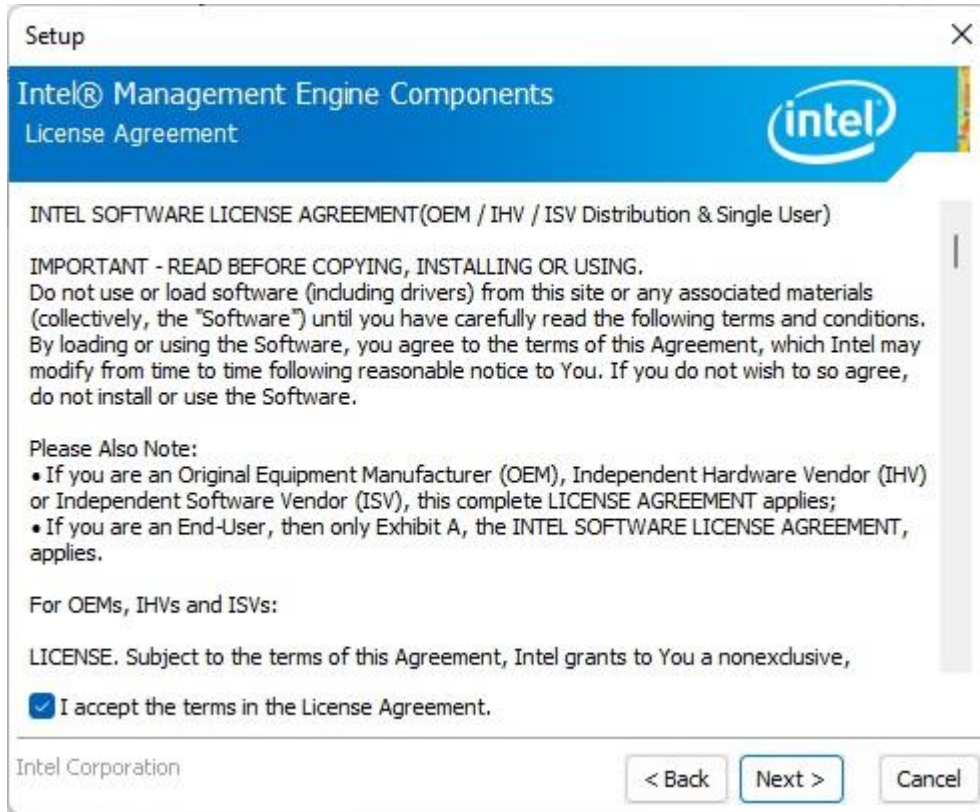 Setup
Intel® Management Engine Components
License Agreement
intel
INTEL SOFTWARE LICENSE AGREEMENT(OEM / IHV / ISV Distribution & Single User)
IMPORTANT - READ BEFORE COPYING, INSTALLING OR USING.
Do not use or load software (including drivers) from this site or any associated materials
(collectively, the "Software") until you have carefully read the following terms and conditions.
By loading or using the Software, you agree to the terms of this Agreement, which Intel may
modify from time to time following reasonable notice to You. If you do not wish to so agree,
do not install or use the Software.
Please Also Note:
• If you are an Original Equipment Manufacturer (OEM), Independent Hardware Vendor (IHV)
or Independent Software Vendor (ISV), this complete LICENSE AGREEMENT applies;
• If you are an End-User, then only Exhibit A, the INTEL SOFTWARE LICENSE AGREEMENT,
applies.
For OEMs, IHVs and ISVs:
LICENSE. Subject to the terms of this Agreement, Intel grants to You a nonexclusive,
I accept the terms in the License Agreement.
Intel Corporation
< Back
Next >
Cancel